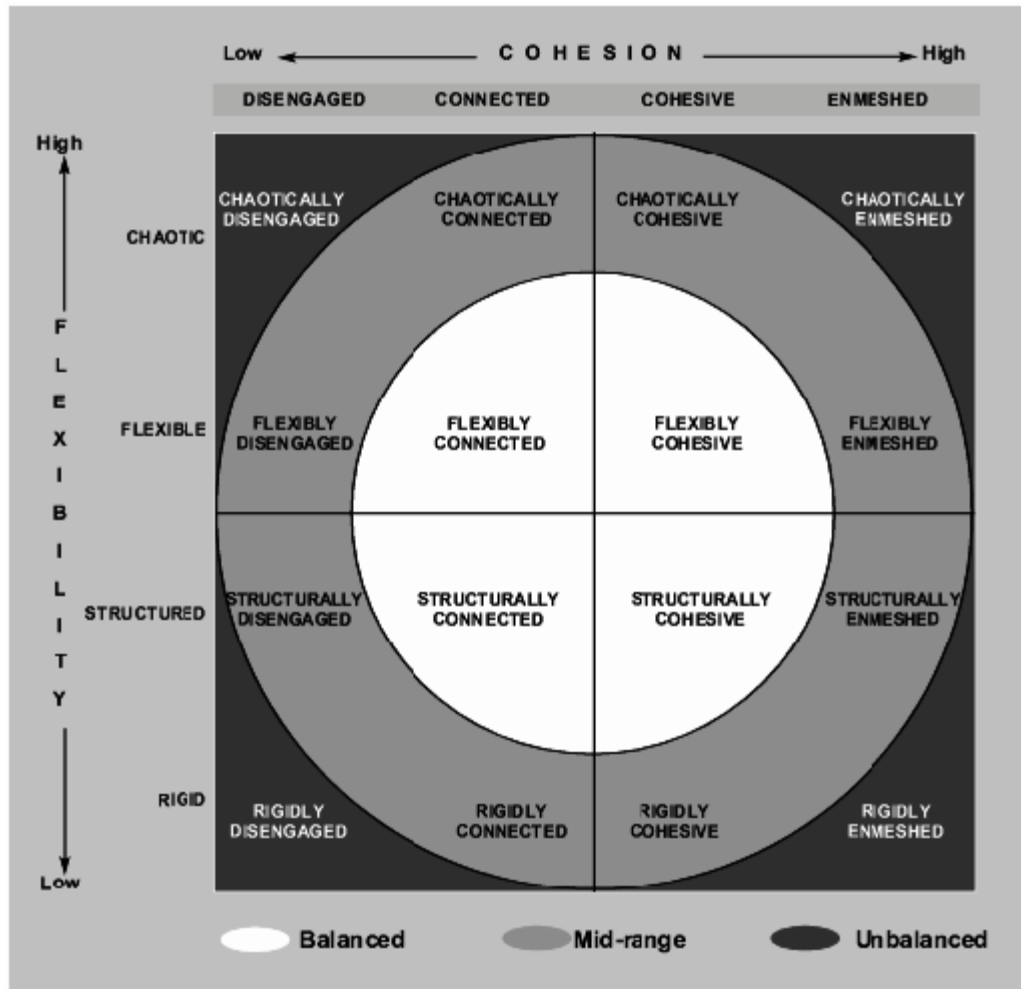 Low C O H E S I O N High
DISENGAGED CONNECTED COHESIVE ENMESHED
High
CHAOTICALLY DISENGAGED
CHAOTICALLY CONNECTED
CHAOTICALLY COHESIVE
CHAOTICALLY ENMESHED
CHAOTIC
F L E X I B I L I T Y
FLEXIBLE
FLEXIBLY DISENGAGED
FLEXIBLY CONNECTED
FLEXIBLY COHESIVE
FLEXIBLY ENMESHED
STRUCTURED
STRUCTURALLY DISENGAGED
STRUCTURALLY CONNECTED
STRUCTURALLY COHESIVE
STRUCTURALLY ENMESHED
RIGID
RIGIDLY DISENGAGED
RIGIDLY CONNECTED
RIGIDLY COHESIVE
RIGIDLY ENMESHED
Low
Balanced Mid-range Unbalanced